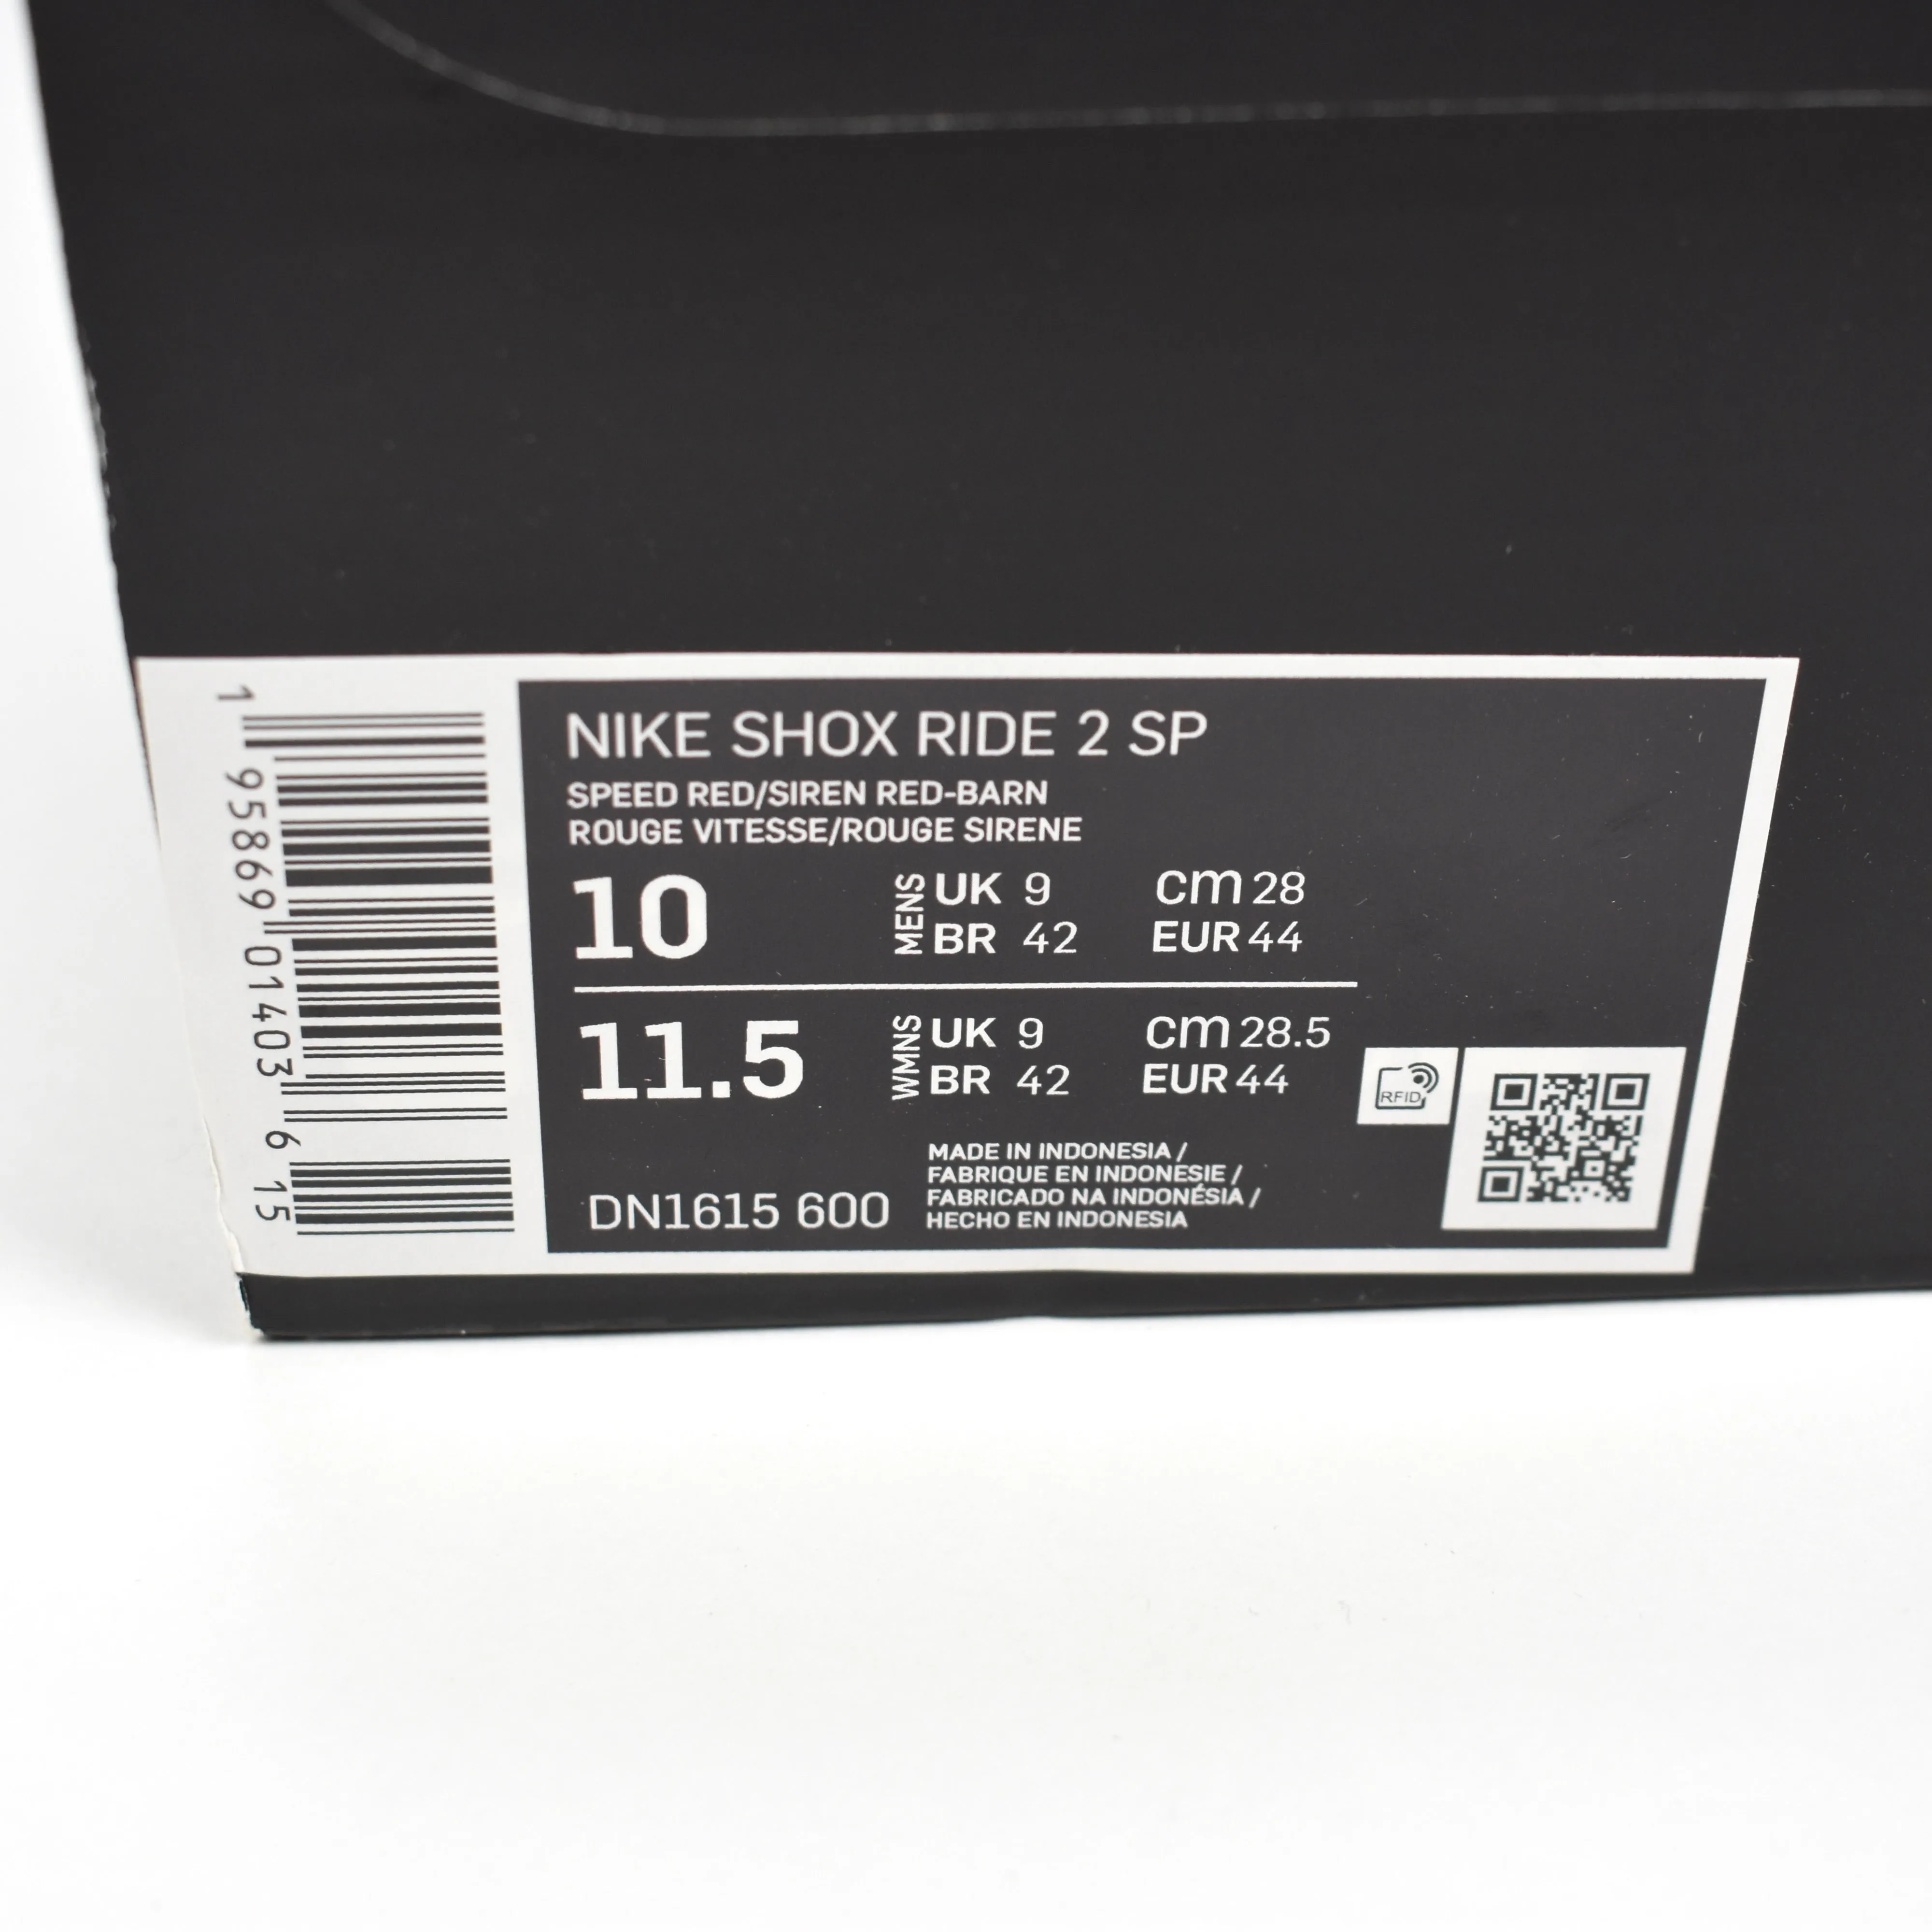 1 95869 01403 6 15
NIKE SHOX RIDE 2 SP
SPEED RED/SIREN RED-BARN
ROUGE VITESSE/ROUGE SIRENE
10 MENS UK 9 cm 28
BR 42 EUR 44
11.5 WMNS UK 9 cm 28.5
BR 42 EUR 44
RFID
MADE IN INDONESIA /
FABRIQUE EN INDONESIE /
FABRICADO NA INDONÉSIA /
HECHO EN INDONESIA
DN1615 600